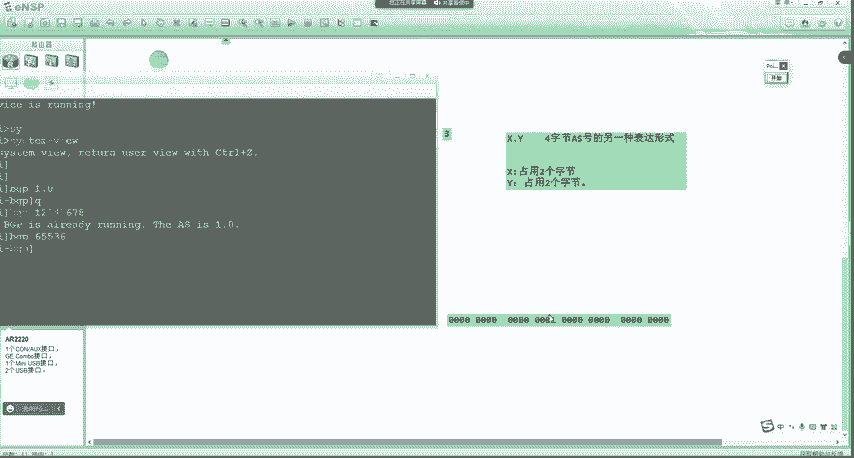 eNSP
路由器
vice is running!
i>sy
i>sy tem-view
system view, return user view with Ctrl+Z.
i]
i]
i]bgp 1.0
i-bgp]q
BGP is already running. The AS is 1.0.
i]bgp 65536
i-bgp]
3
X.Y 4字节AS号的另一种表达形式
X:占用2个字节
Y:占用2个字节。
0000 0000 0000 0001 0000 0000 0000 0000
开始
AR2220
1个CON/AUX接口,
GE Combo接口,
1个Mini USB接口,
2个USB接口。
中